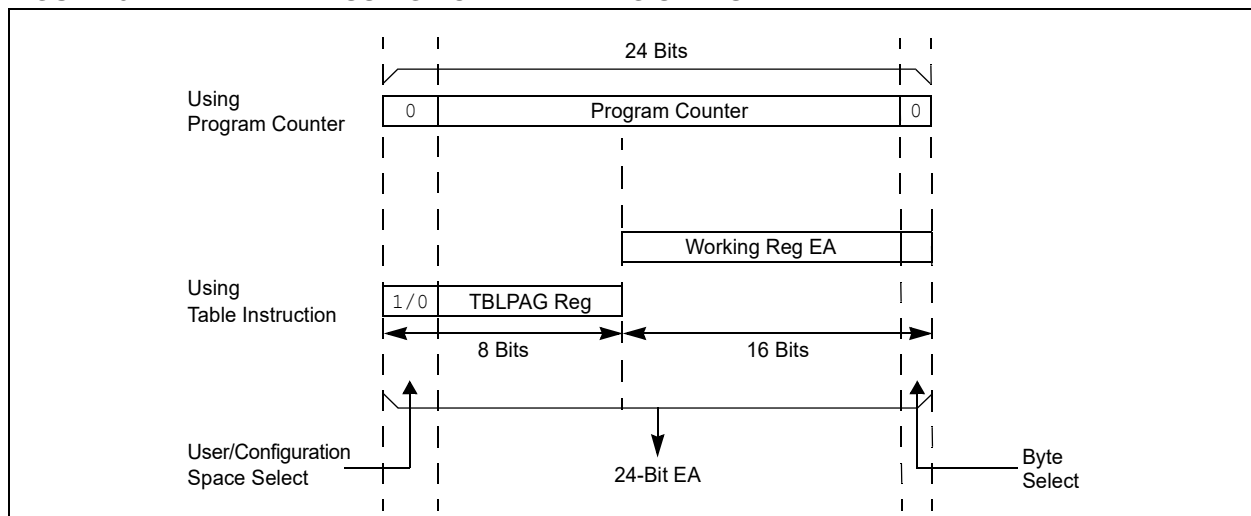 24 Bits
Using
Program Counter
0
Program Counter
0
Working Reg EA
Using
Table Instruction
1/0
TBLPAG Reg
8 Bits
16 Bits
User/Configuration
Space Select
24-Bit EA
Byte
Select